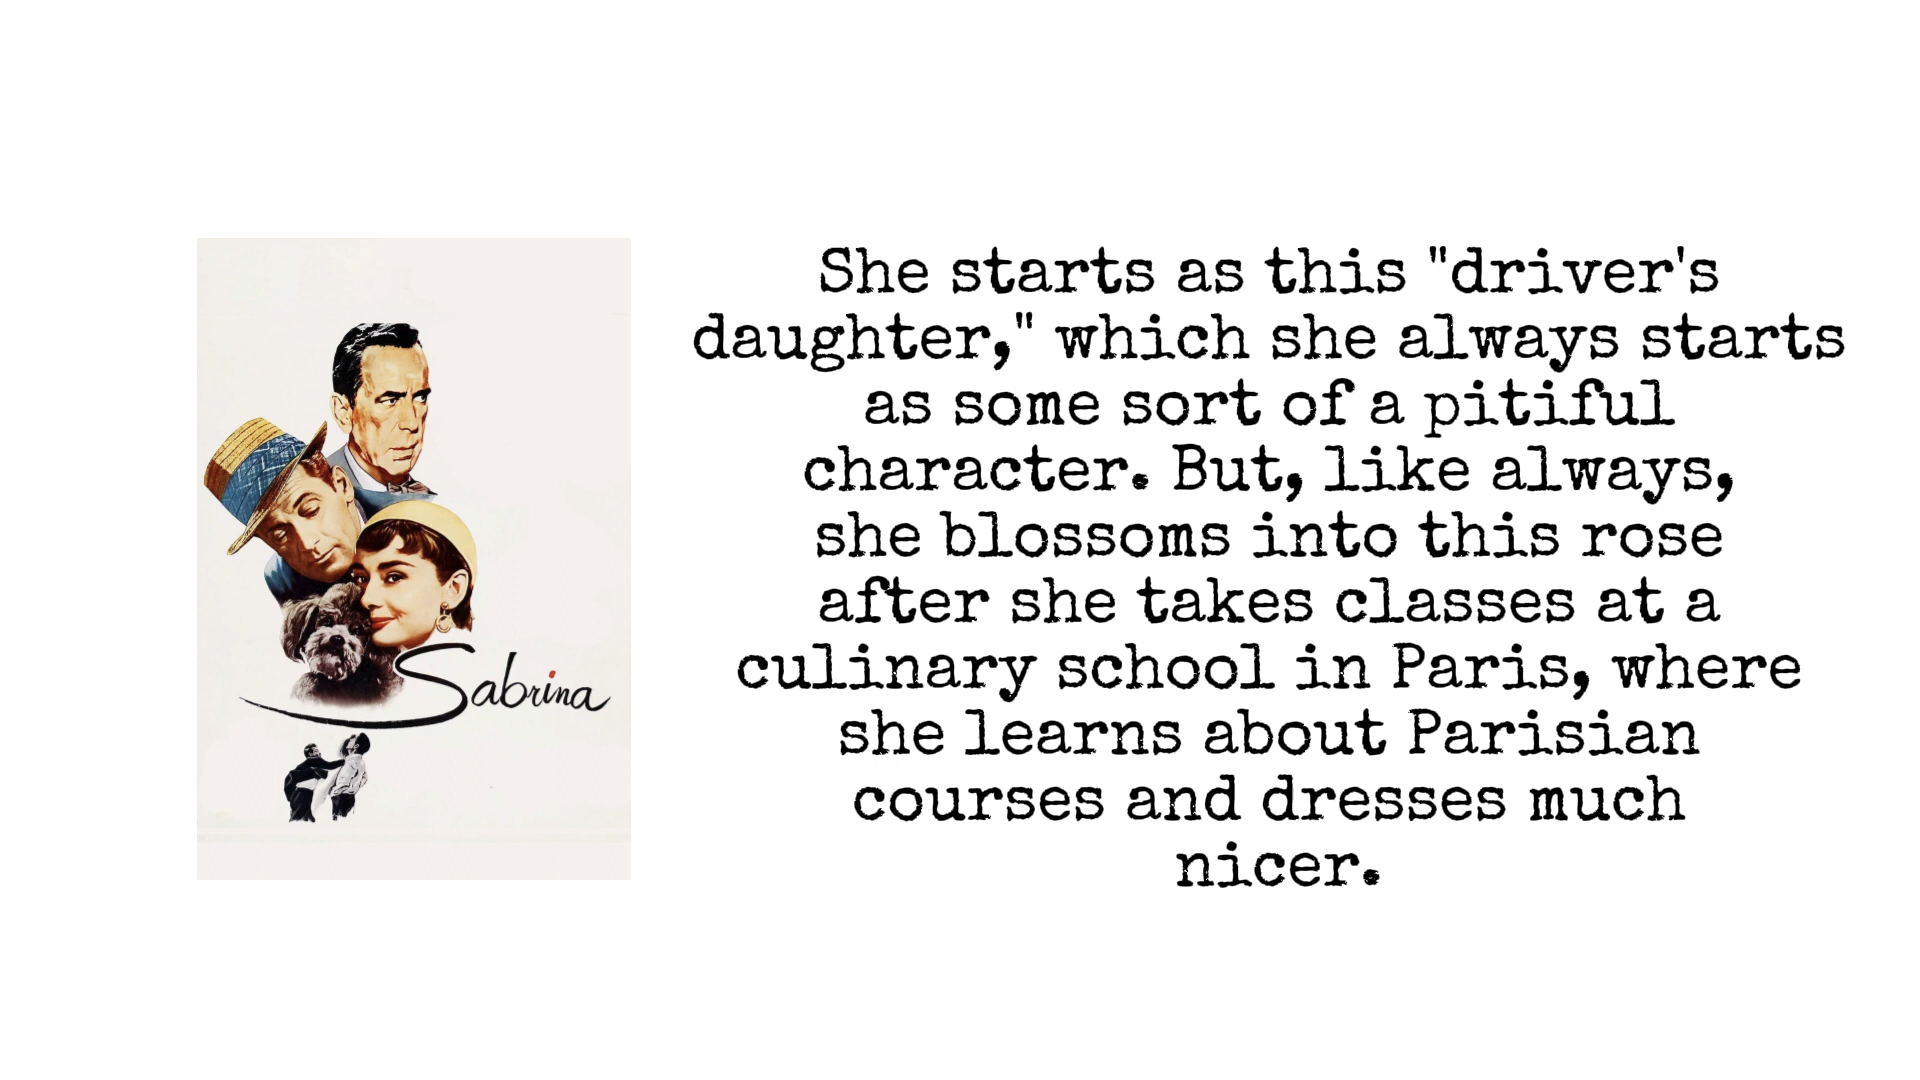 Sabrina
She starts as this "driver's
daughter," which she always starts
as some sort of a pitiful
character. But, like always,
she blossoms into this rose
after she takes classes at a
culinary school in Paris, where
she learns about Parisian
courses and dresses much
nicer.